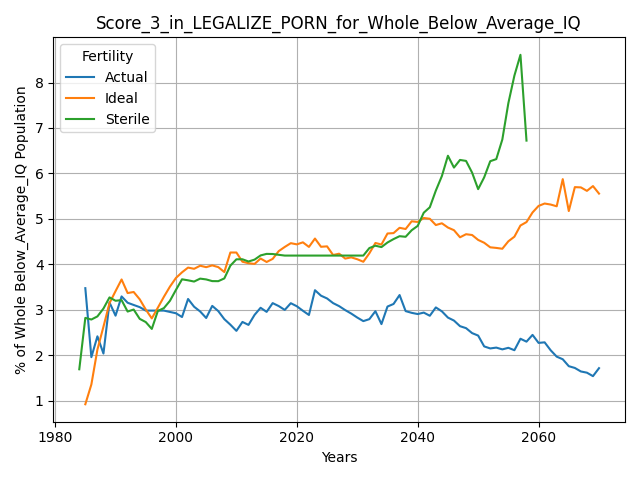 Score_3_in_LEGALIZE_PORN_for_Whole_Below_Average_IQ
Fertility
Actual
Ideal
Sterile
% of Whole Below_Average_IQ Population
8
7
6
5
4
3
2
1
1980
2000
2020
2040
2060
Years